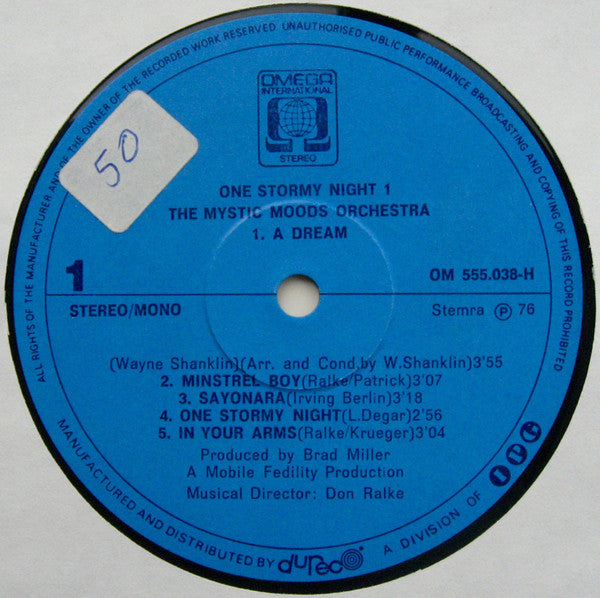 ALL RIGHTS OF THE MANUFACTURER AND OF THE OWNER OF THE RECORDED WORK RESERVED. UNAUTHORISED PUBLIC PERFORMANCE BROADCASTING AND COPYING OF THIS RECORD PROHIBITED
OMEGA
INTERNATIONAL
STEREO
50
ONE STORMY NIGHT 1
THE MYSTIC MOODS ORCHESTRA
1. A DREAM
1
OM 555.038-H
STEREO/MONO
Stemra ℗ 76
(Wayne Shanklin)(Arr. and Cond.by W.Shanklin)3'55
2. MINSTREL BOY(Ralke/Patrick)3'07
3. SAYONARA(Irving Berlin)3'18
4. ONE STORMY NIGHT(L.Degar)2'56
5. IN YOUR ARMS(Ralke/Krueger)3'04
Produced by Brad Miller
A Mobile Fedility Production
Musical Director: Don Ralke
MANUFACTURED AND DISTRIBUTED BY dureco A DIVISION OF